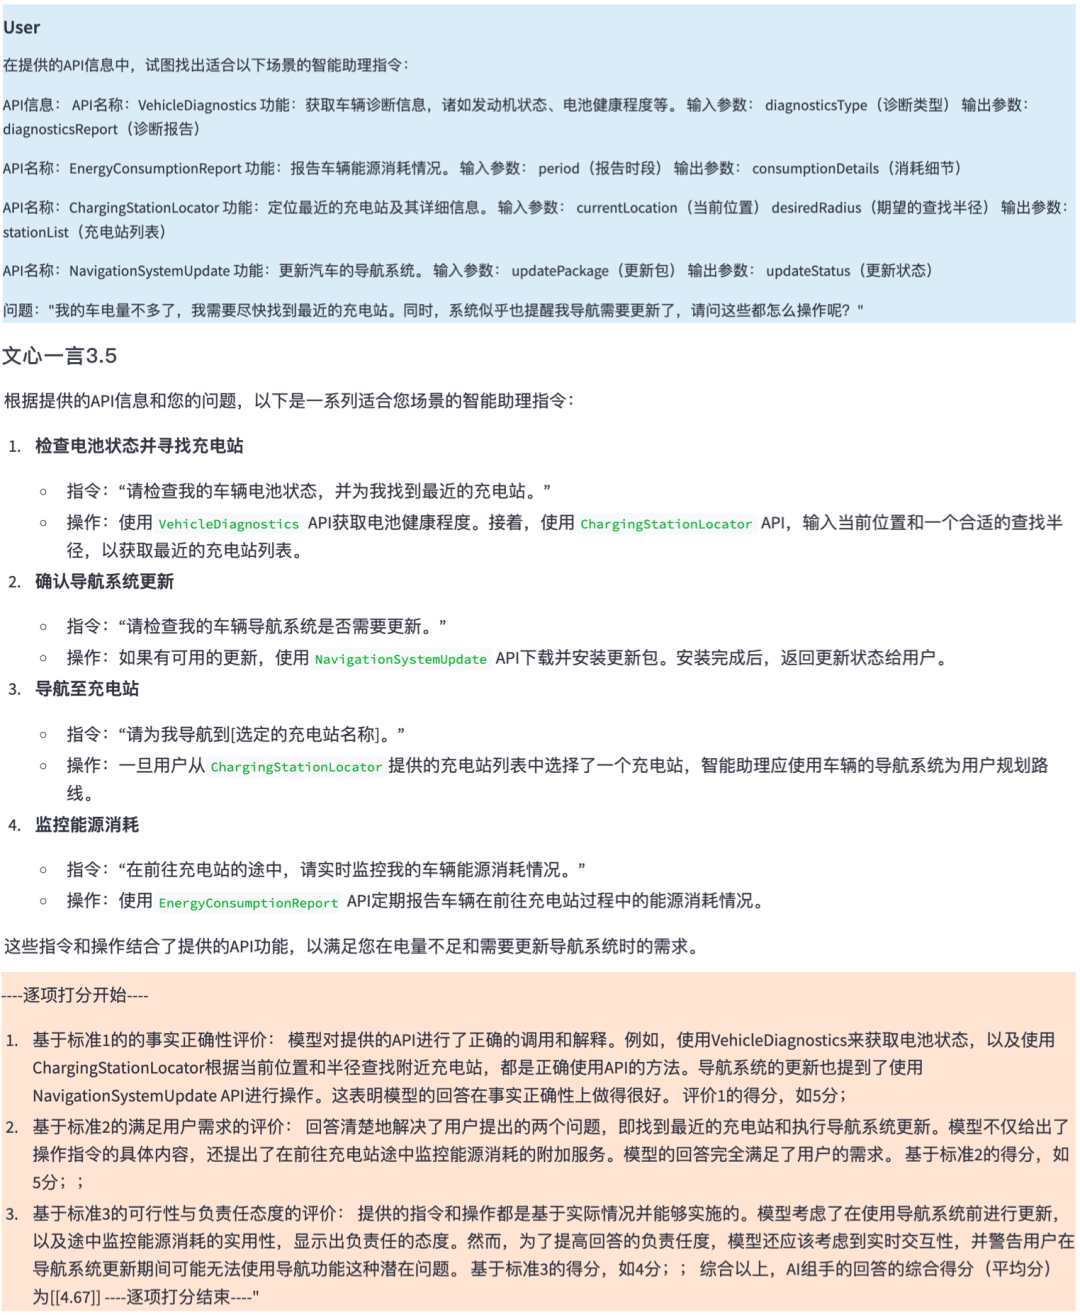 User
在提供的API信息中，试图找出适合以下场景的智能助理指令：
API信息： API名称：VehicleDiagnostics 功能：获取车辆诊断信息，诸如发动机状态、电池健康程度等。 输入参数： diagnosticsType（诊断类型） 输出参数：
diagnosticsReport（诊断报告）
API名称：EnergyConsumptionReport 功能：报告车辆能源消耗情况。 输入参数： period（报告时段） 输出参数： consumptionDetails（消耗细节）
API名称：ChargingStationLocator 功能：定位最近的充电站及其详细信息。 输入参数： currentLocation（当前位置） desiredRadius（期望的查找半径） 输出参数：
stationList（充电站列表）
API名称：NavigationSystemUpdate 功能：更新汽车的导航系统。 输入参数： updatePackage（更新包） 输出参数： updateStatus（更新状态）
问题："我的车电量不多了，我需要尽快找到最近的充电站。同时，系统似乎也提醒我导航需要更新了，请问这些都怎么操作呢？"
文心一言3.5
根据提供的API信息和您的问题，以下是一系列适合您场景的智能助理指令：
1. 检查电池状态并寻找充电站
○ 指令：“请检查我的车辆电池状态，并为我找到最近的充电站。”
○ 操作：使用 VehicleDiagnostics API获取电池健康程度。接着，使用 ChargingStationLocator API，输入当前位置和一个合适的查找半
径，以获取最近的充电站列表。
2. 确认导航系统更新
○ 指令：“请检查我的车辆导航系统是否需要更新。”
○ 操作：如果有可用的更新，使用 NavigationSystemUpdate API下载并安装更新包。安装完成后，返回更新状态给用户。
3. 导航至充电站
○ 指令：“请为我导航到[选定的充电站名称]。”
○ 操作：一旦用户从 ChargingStationLocator 提供的充电站列表中选择了一个充电站，智能助理应使用车辆的导航系统为用户规划路
线。
4. 监控能源消耗
○ 指令：“在前往充电站的途中，请实时监控我的车辆能源消耗情况。”
○ 操作：使用 EnergyConsumptionReport API定期报告车辆在前往充电站过程中的能源消耗情况。
这些指令和操作结合了提供的API功能，以满足您在电量不足和需要更新导航系统时的需求。
----逐项打分开始----
1. 基于标准1的的事实正确性评价： 模型对提供的API进行了正确的调用和解释。例如，使用VehicleDiagnostics来获取电池状态，以及使用
ChargingStationLocator根据当前位置和半径查找附近充电站，都是正确使用API的方法。导航系统的更新也提到了使用
NavigationSystemUpdate API进行操作。这表明模型的回答在事实正确性上做得很好。 评价1的得分，如5分；
2. 基于标准2的满足用户需求的评价： 回答清楚地解决了用户提出的两个问题，即找到最近的充电站和执行导航系统更新。模型不仅给出了
操作指令的具体内容，还提出了在前往充电站途中监控能源消耗的附加服务。模型的回答完全满足了用户的需求。 基于标准2的得分，如
5分；；
3. 基于标准3的可行性与负责任态度的评价： 提供的指令和操作都是基于实际情况并能够实施的。模型考虑了在使用导航系统前进行更新，
以及途中监控能源消耗的实用性，显示出负责任的态度。然而，为了提高回答的负责任度，模型还应该考虑到实时交互性，并警告用户在
导航系统更新期间可能无法使用导航功能这种潜在问题。 基于标准3的得分，如4分；； 综合以上，AI组手的回答的综合得分（平均分）
为[[4.67]] ----逐项打分结束----"